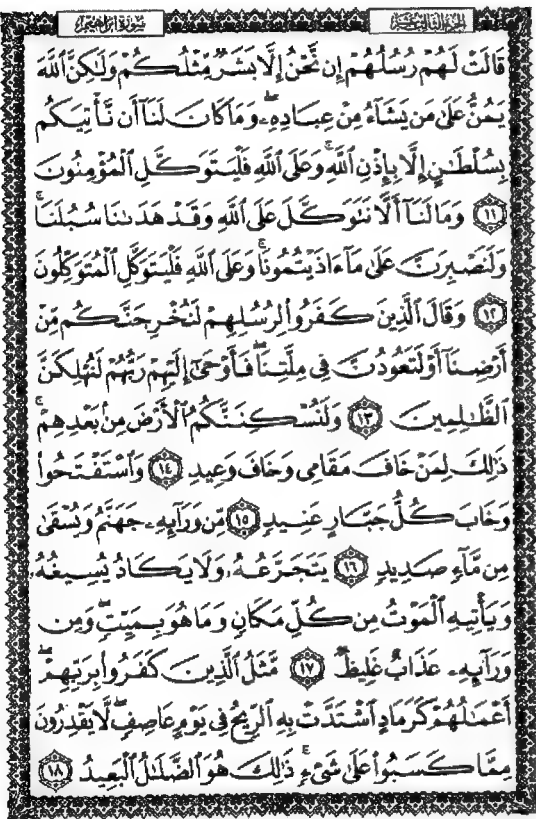 سورة إبراهيم
الجزء الثالث عشر
قَالَتْ لَهُمْ رُسُلُهُمْ إِن نَّحْنُ إِلَّا بَشَرٌ مِّثْلُكُمْ وَلَٰكِنَّ ٱللَّهَ
يَمُنُّ عَلَىٰ مَن يَشَآءُ مِنْ عِبَادِهِۦ ۖ وَمَا كَانَ لَنَآ أَن نَّأْتِيَكُم
بِسُلْطَٰنٍ إِلَّا بِإِذْنِ ٱللَّهِ ۚ وَعَلَى ٱللَّهِ فَلْيَتَوَكَّلِ ٱلْمُؤْمِنُونَ
١١ وَمَا لَنَآ أَلَّا نَتَوَكَّلَ عَلَى ٱللَّهِ وَقَدْ هَدَىٰنَا سُبُلَنَا ۚ
وَلَنَصْبِرَنَّ عَلَىٰ مَآ ءَاذَيْتُمُونَا ۚ وَعَلَى ٱللَّهِ فَلْيَتَوَكَّلِ ٱلْمُتَوَكِّلُونَ
١٢ وَقَالَ ٱلَّذِينَ كَفَرُوا۟ لِرُسُلِهِمْ لَنُخْرِجَنَّكُم مِّنْ
أَرْضِنَآ أَوْ لَتَعُودُنَّ فِى مِلَّتِنَا ۖ فَأَوْحَىٰٓ إِلَيْهِمْ رَبُّهُمْ لَنُهْلِكَنَّ
ٱلظَّٰلِمِينَ ١٣ وَلَنُسْكِنَنَّكُمُ ٱلْأَرْضَ مِنۢ بَعْدِهِمْ ۚ
ذَٰلِكَ لِمَنْ خَافَ مَقَامِى وَخَافَ وَعِيدِ ١٤ وَٱسْتَفْتَحُوا۟
وَخَابَ كُلُّ جَبَّارٍ عَنِيدٍ ١٥ مِّن وَرَآئِهِۦ جَهَنَّمُ وَيُسْقَىٰ
مِن مَّآءٍ صَدِيدٍ ١٦ يَتَجَرَّعُهُۥ وَلَا يَكَادُ يُسِيغُهُۥ
وَيَأْتِيهِ ٱلْمَوْتُ مِن كُلِّ مَكَانٍ وَمَا هُوَ بِمَيِّتٍ ۖ وَمِن
وَرَآئِهِۦ عَذَابٌ غَلِيظٌ ١٧ مَّثَلُ ٱلَّذِينَ كَفَرُوا۟ بِرَبِّهِمْ ۖ
أَعْمَٰلُهُمْ كَرَمَادٍ ٱشْتَدَّتْ بِهِ ٱلرِّيحُ فِى يَوْمٍ عَاصِفٍ ۖ لَّا يَقْدِرُونَ
مِمَّا كَسَبُوا۟ عَلَىٰ شَىْءٍ ۚ ذَٰلِكَ هُوَ ٱلضَّلَٰلُ ٱلْبَعِيدُ ١٨